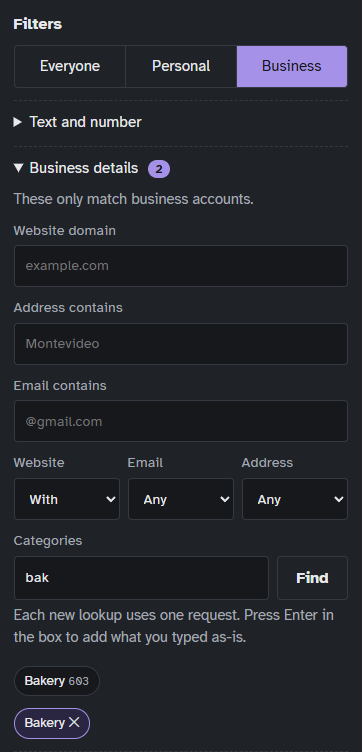 Filters
Everyone Personal Business
Text and number
Business details 2
These only match business accounts.
Website domain
example.com
Address contains
Montevideo
Email contains
@gmail.com
Website Email Address
With Any Any
Categories
bak Find
Each new lookup uses one request. Press Enter in
the box to add what you typed as-is.
Bakery 603
Bakery ×